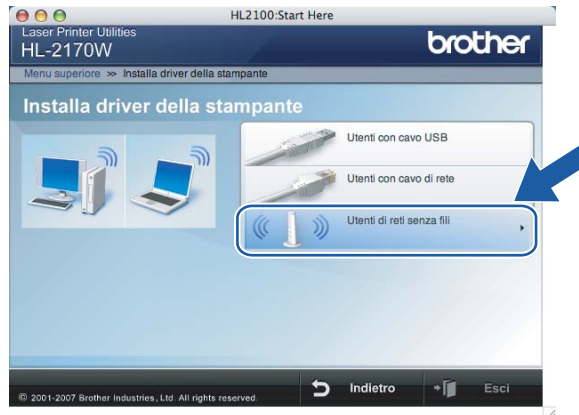 HL2100:Start Here
Laser Printer Utilities
HL-2170W
brother
Menu superiore >> Installa driver della stampante
Installa driver della stampante
Utenti con cavo USB
Utenti con cavo di rete
Utenti di reti senza fili
Indietro
Esci
© 2001-2007 Brother Industries, Ltd. All rights reserved.